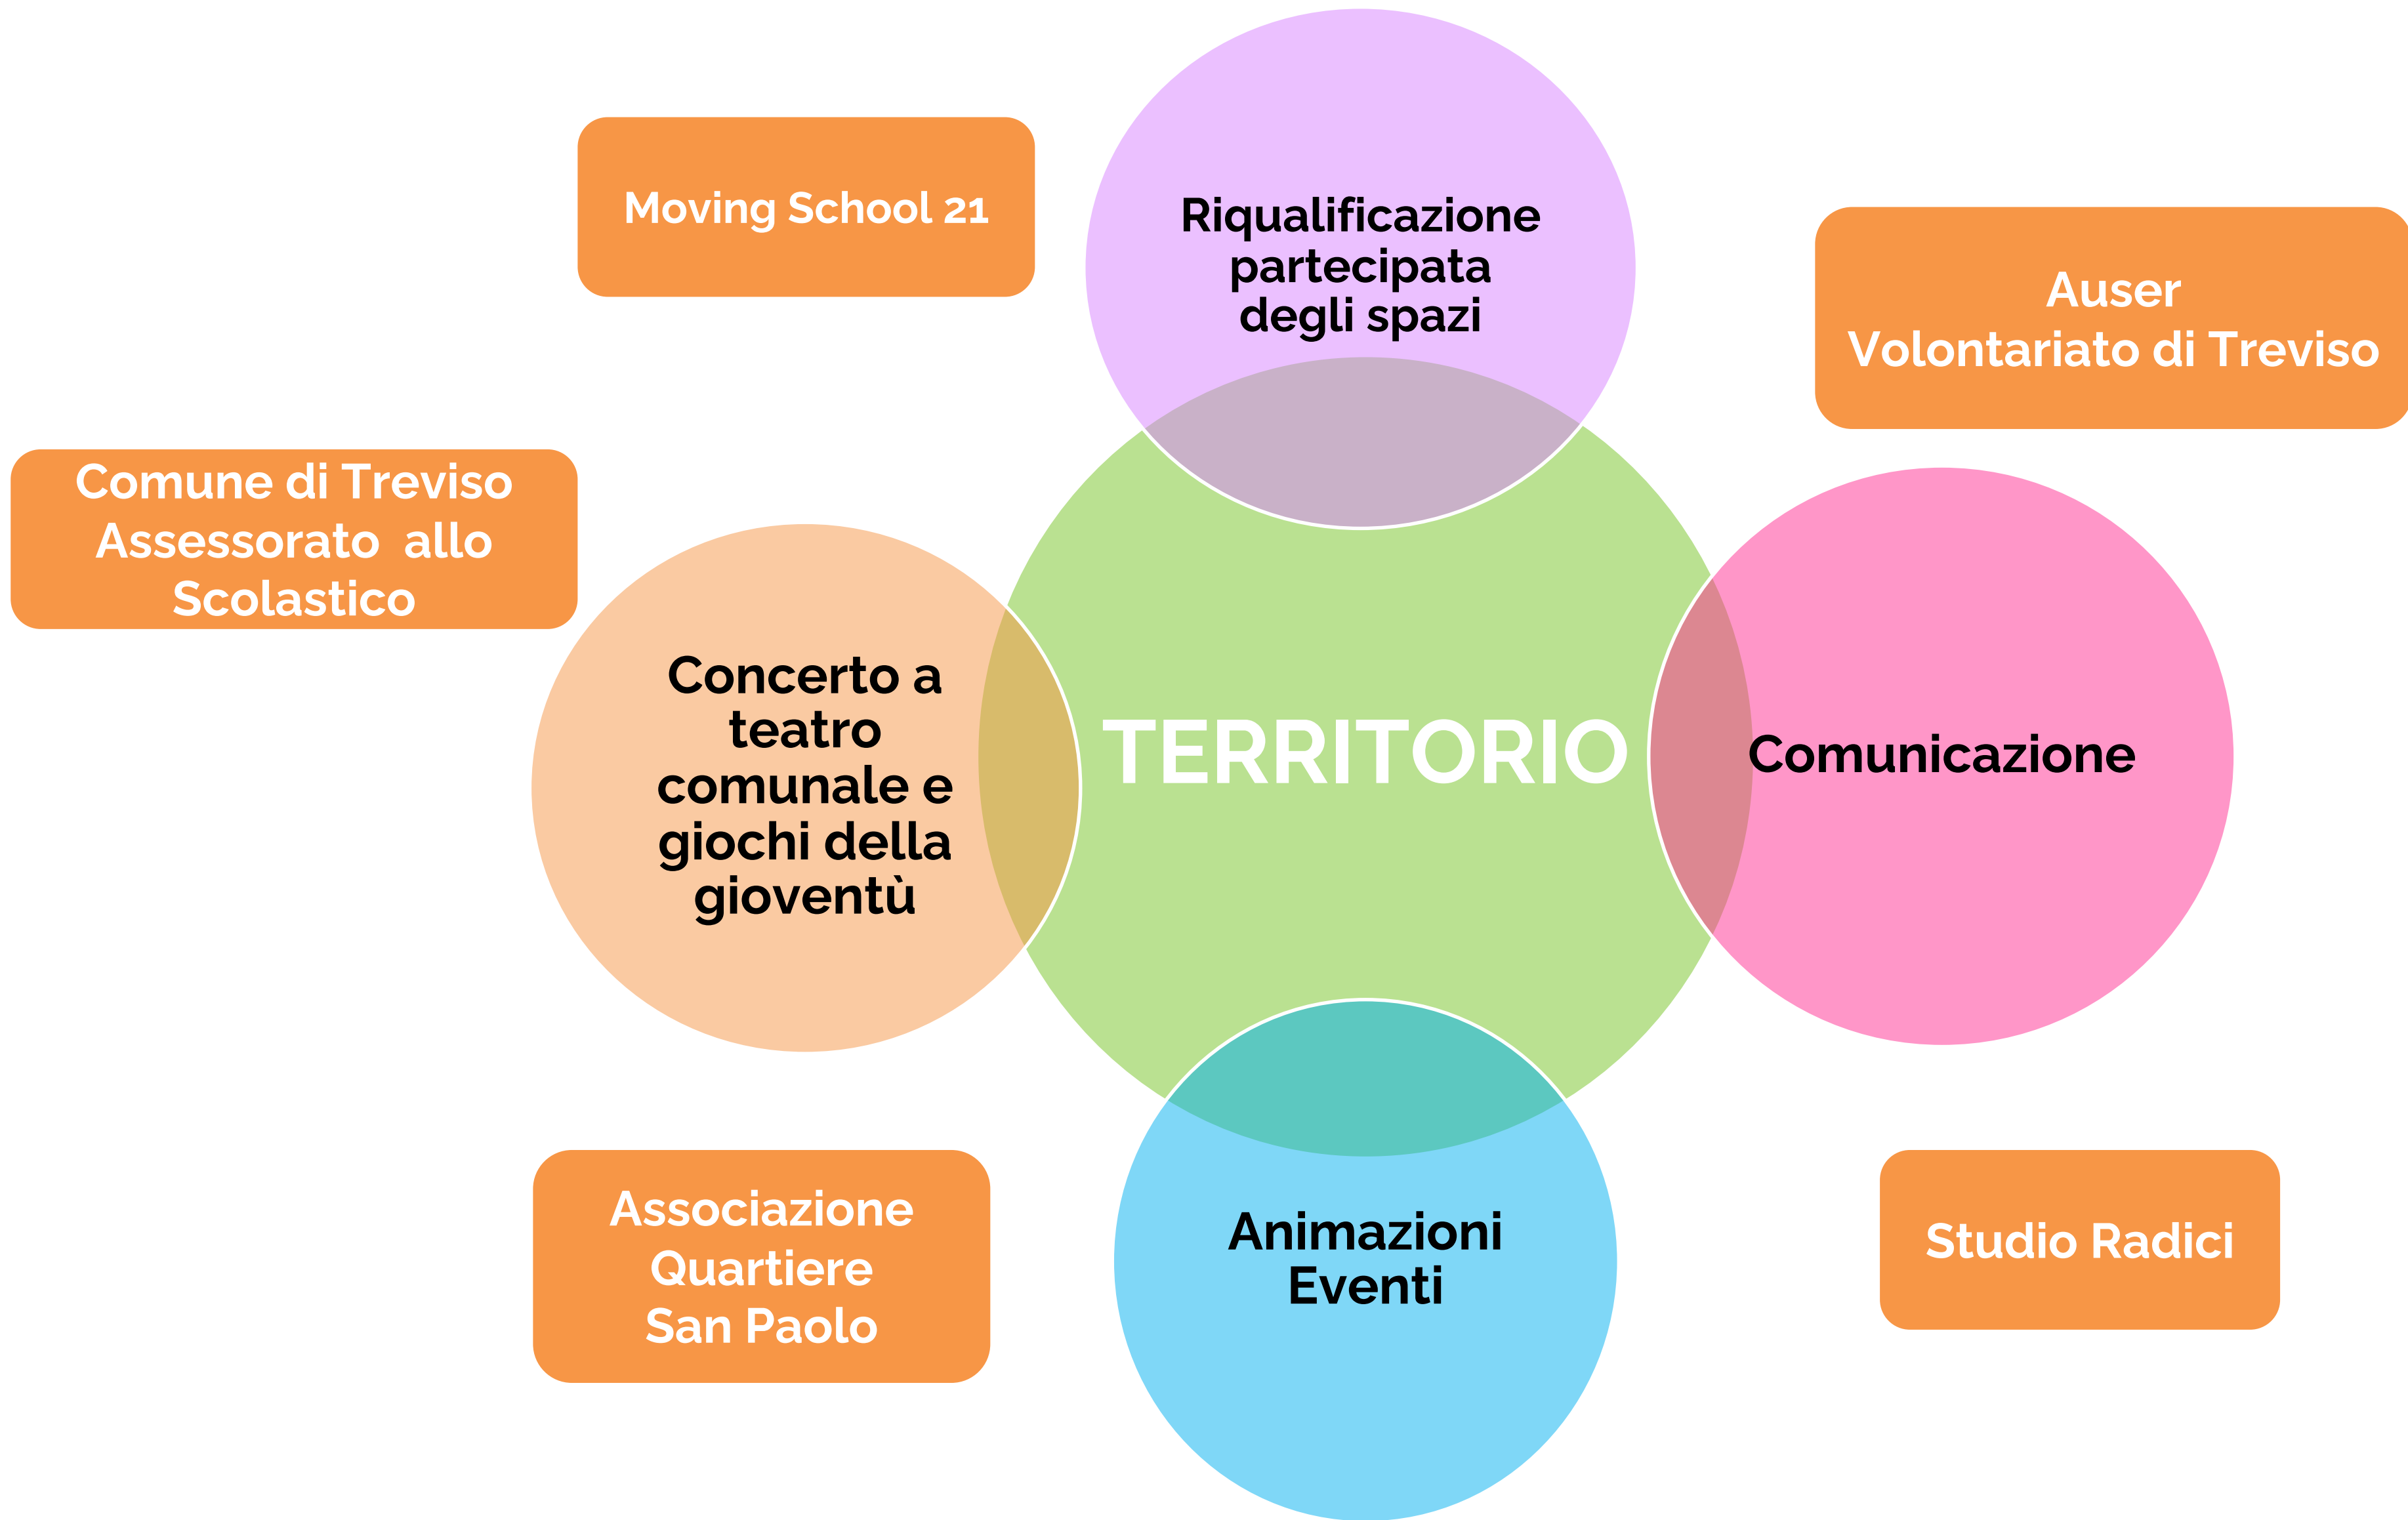 Moving School 21
Riqualificazione
partecipata
degli spazi
Auser
Volontariato di Treviso
Comune di Treviso
Assessorato allo
Scolastico
Concerto a
teatro
comunale e
giochi della
gioventù
TERRITORIO
Comunicazione
Associazione
Quartiere
San Paolo
Animazioni
Eventi
Studio Radici